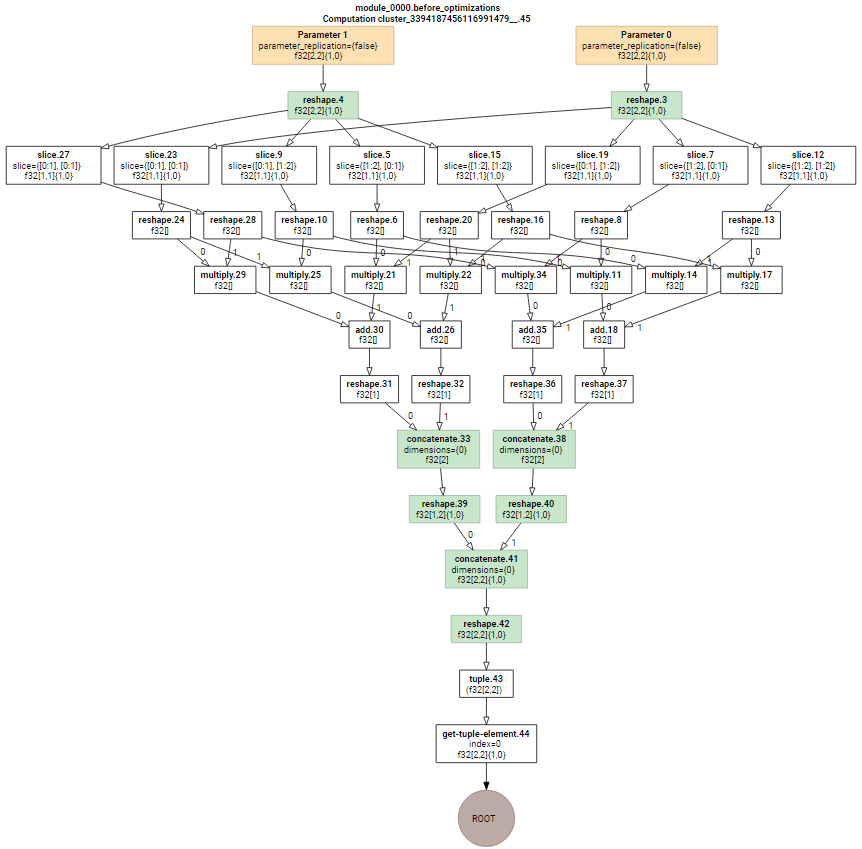 module_0000.before_optimizations
Computation cluster_3394187456116991479__.45
Parameter 1
parameter_replication={false}
f32[2,2]{1,0}
Parameter 0
parameter_replication={false}
f32[2,2]{1,0}
reshape.4
f32[2,2]{1,0}
reshape.3
f32[2,2]{1,0}
slice.27
slice={[0:1], [0:1]}
f32[1,1]{1,0}
slice.23
slice={[0:1], [0:1]}
f32[1,1]{1,0}
slice.9
slice={[0:1], [1:2]}
f32[1,1]{1,0}
slice.5
slice={[1:2], [0:1]}
f32[1,1]{1,0}
slice.15
slice={[1:2], [1:2]}
f32[1,1]{1,0}
slice.19
slice={[0:1], [1:2]}
f32[1,1]{1,0}
slice.7
slice={[1:2], [0:1]}
f32[1,1]{1,0}
slice.12
slice={[1:2], [1:2]}
f32[1,1]{1,0}
reshape.24
f32[]
reshape.28
f32[]
reshape.10
f32[]
reshape.6
f32[]
reshape.20
f32[]
reshape.16
f32[]
reshape.8
f32[]
reshape.13
f32[]
0 1 1 0 0 1 1 0 1 0 0 0 1 0
multiply.29
f32[]
multiply.25
f32[]
multiply.21
f32[]
multiply.22
f32[]
multiply.34
f32[]
multiply.11
f32[]
multiply.14
f32[]
multiply.17
f32[]
0 1 0 1 0 1 0 1
add.30
f32[]
add.26
f32[]
add.35
f32[]
add.18
f32[]
reshape.31
f32[1]
reshape.32
f32[1]
reshape.36
f32[1]
reshape.37
f32[1]
0 1 0 1
concatenate.33
dimensions={0}
f32[2]
concatenate.38
dimensions={0}
f32[2]
reshape.39
f32[1,2]{1,0}
reshape.40
f32[1,2]{1,0}
0 1
concatenate.41
dimensions={0}
f32[2,2]{1,0}
reshape.42
f32[2,2]{1,0}
tuple.43
(f32[2,2])
get-tuple-element.44
index=0
f32[2,2]{1,0}
ROOT